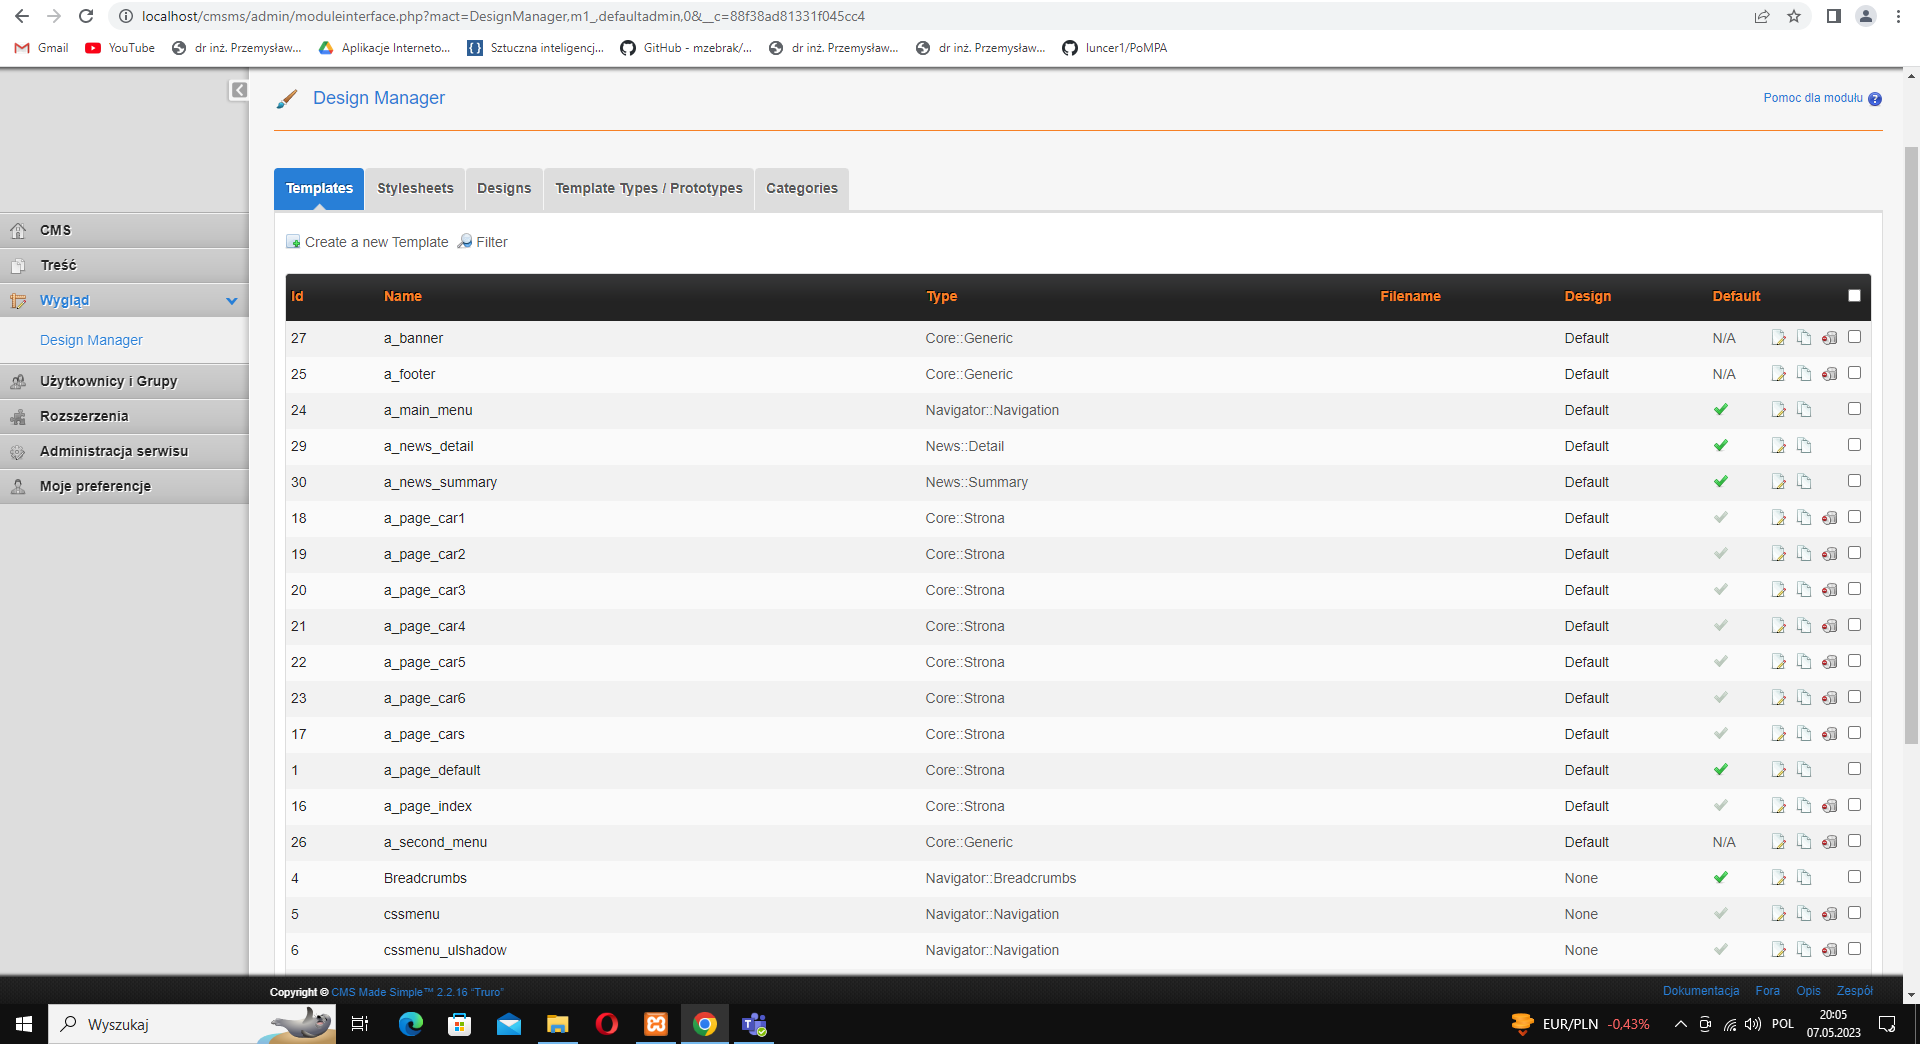 localhost/cmsms/admin/moduleinterface.php?mact=DesignManager,m1_,defaultadmin,0&__c=88f38ad81331f045cc4
Gmail YouTube dr inż. Przemysław... Aplikacje Interneto... Sztuczna inteligencj... GitHub - mzebrak/... dr inż. Przemysław... dr inż. Przemysław... luncer1/PoMPA
Design Manager
Pomoc dla modułu
Templates Stylesheets Designs Template Types / Prototypes Categories
CMS
Treść
Wygląd
Design Manager
Użytkownicy i Grupy
Rozszerzenia
Administracja serwisu
Moje preferencje
Create a new Template Filter
Id Name Type Filename Design Default
27 a_banner Core::Generic Default N/A
25 a_footer Core::Generic Default N/A
24 a_main_menu Navigator::Navigation Default
29 a_news_detail News::Detail Default
30 a_news_summary News::Summary Default
18 a_page_car1 Core::Strona Default
19 a_page_car2 Core::Strona Default
20 a_page_car3 Core::Strona Default
21 a_page_car4 Core::Strona Default
22 a_page_car5 Core::Strona Default
23 a_page_car6 Core::Strona Default
17 a_page_cars Core::Strona Default
1 a_page_default Core::Strona Default
16 a_page_index Core::Strona Default
26 a_second_menu Core::Generic Default N/A
4 Breadcrumbs Navigator::Breadcrumbs None
5 cssmenu Navigator::Navigation None
6 cssmenu_ulshadow Navigator::Navigation None
Copyright © CMS Made Simple™ 2.2.16 "Truro"
Dokumentacja Fora Opis Zespół
Wyszukaj
EUR/PLN -0,43%
POL
20:05
07.05.2023